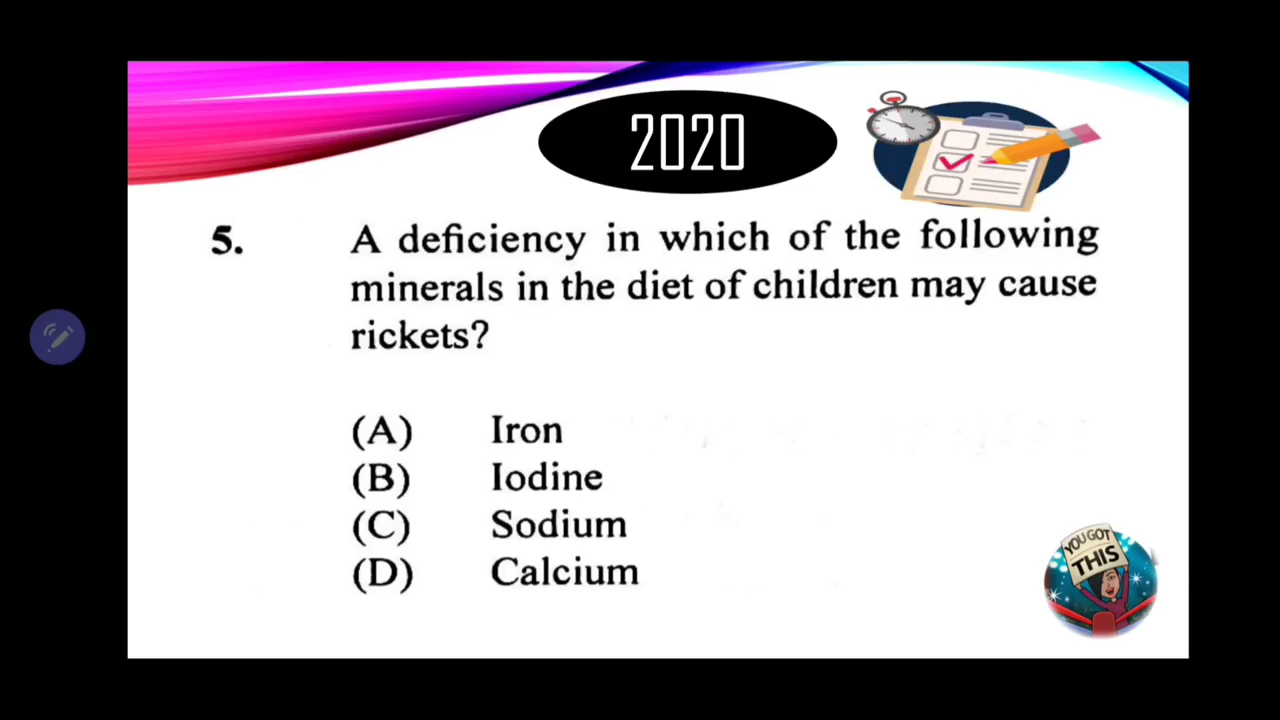 2020
5. A deficiency in which of the following
minerals in the diet of children may cause
rickets?
(A) Iron
(B) Iodine
(C) Sodium
(D) Calcium
YOU GOT
THIS